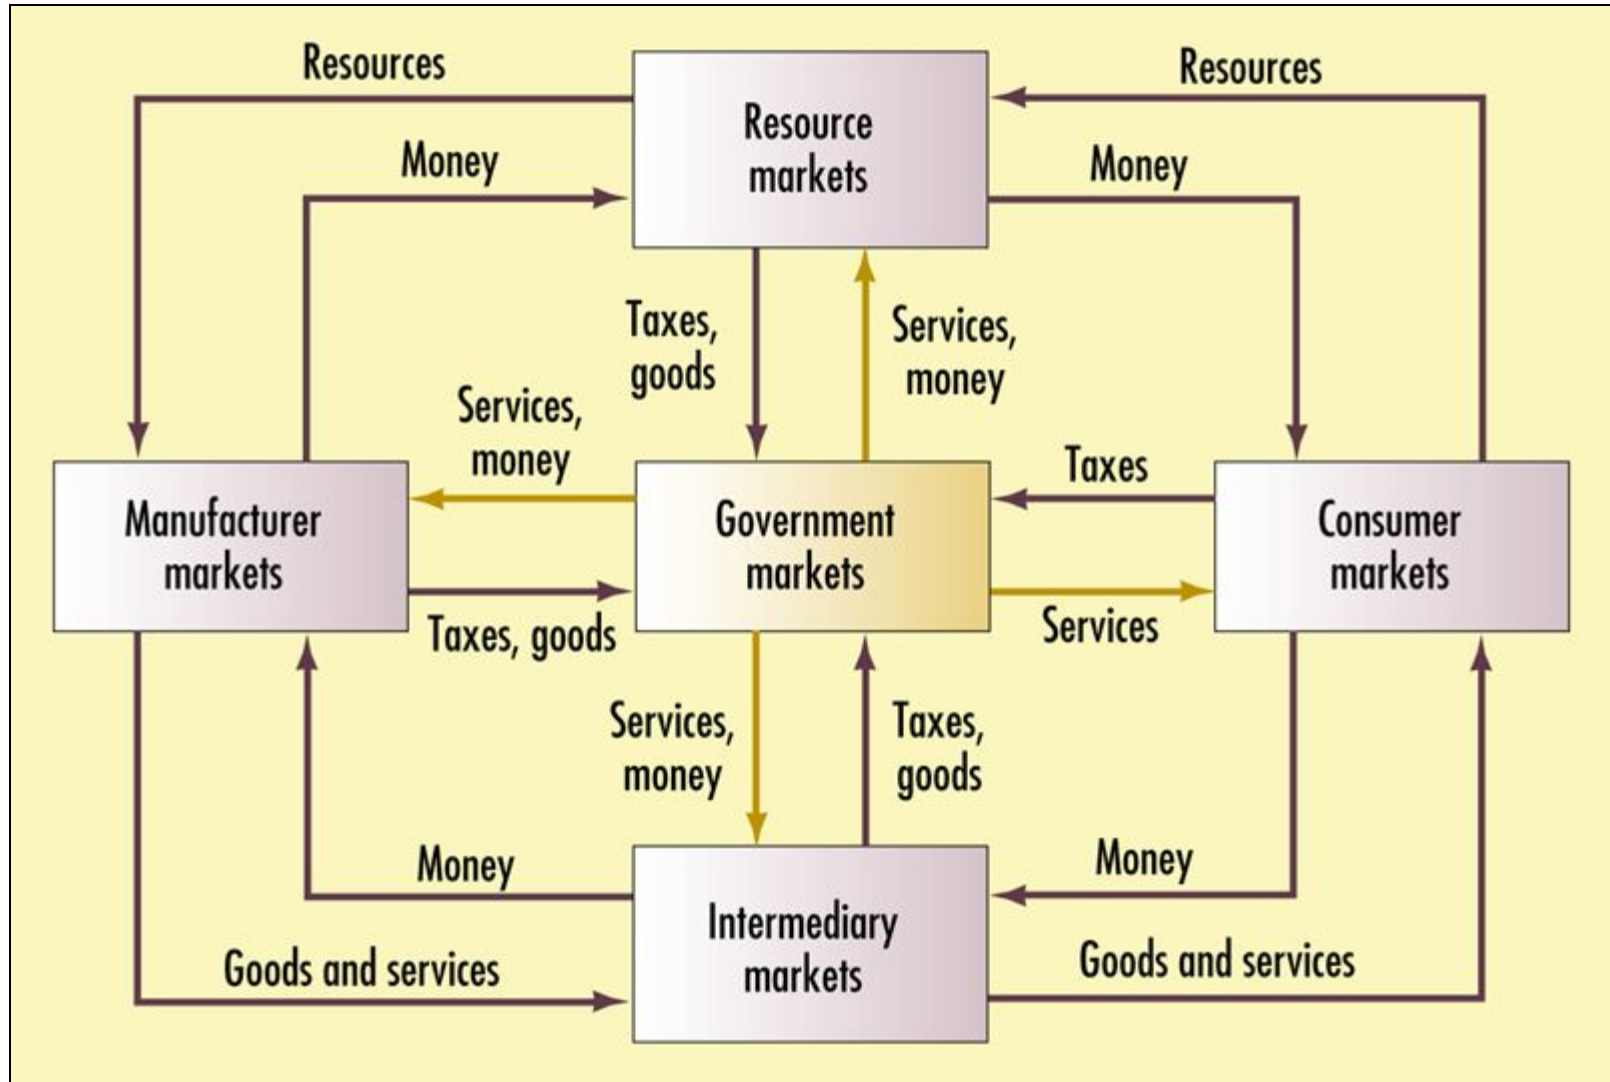 Resources
Resources
Resource
markets
Money
Money
Taxes,
goods
Services,
money
Services,
money
Taxes
Manufacturer
markets
Government
markets
Consumer
markets
Taxes, goods
Services
Services,
money
Taxes,
goods
Money
Money
Intermediary
markets
Goods and services
Goods and services